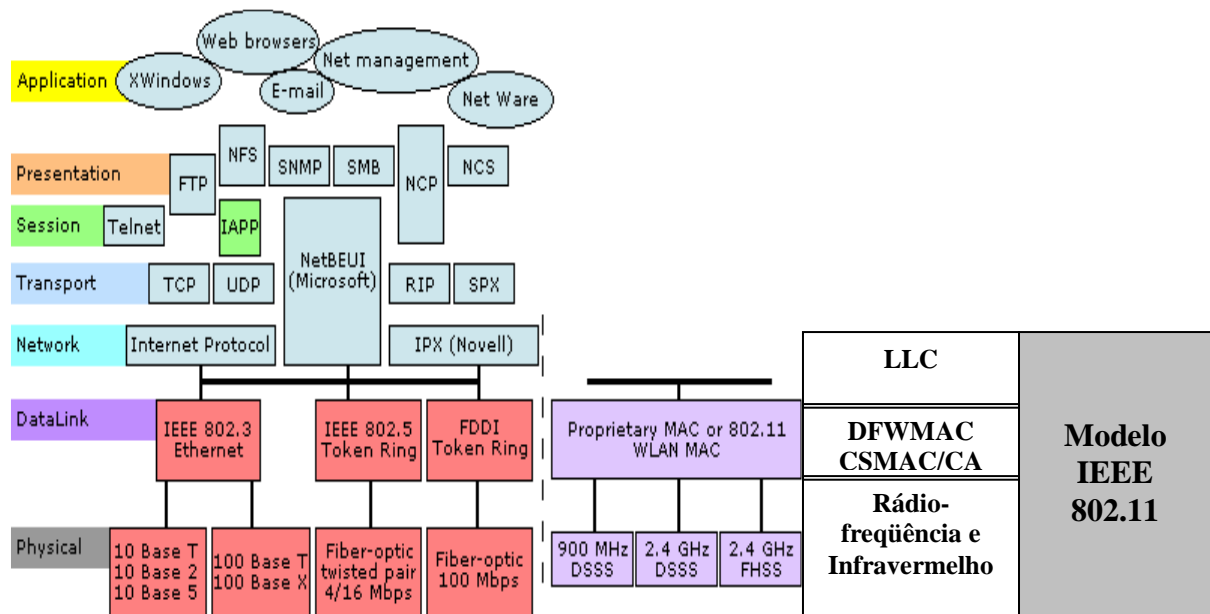 Application
XWindows
Web browsers
E-mail
Net management
Net Ware
Presentation
FTP
NFS
SNMP
SMB
NCP
NCS
Session
Telnet
IAPP
NetBEUI
(Microsoft)
Transport
TCP
UDP
RIP
SPX
Network
Internet Protocol
IPX (Novell)
LLC
DataLink
IEEE 802.3
Ethernet
IEEE 802.5
Token Ring
FDDI
Token Ring
Proprietary MAC or 802.11
WLAN MAC
DFWMAC
CSMAC/CA
Modelo
IEEE
802.11
Physical
10 Base T
10 Base 2
10 Base 5
100 Base T
100 Base X
Fiber-optic
twisted pair
4/16 Mbps
Fiber-optic
100 Mbps
900 MHz
DSSS
2.4 GHz
DSSS
2.4 GHz
FHSS
Rádio-
freqüência e
Infravermelho